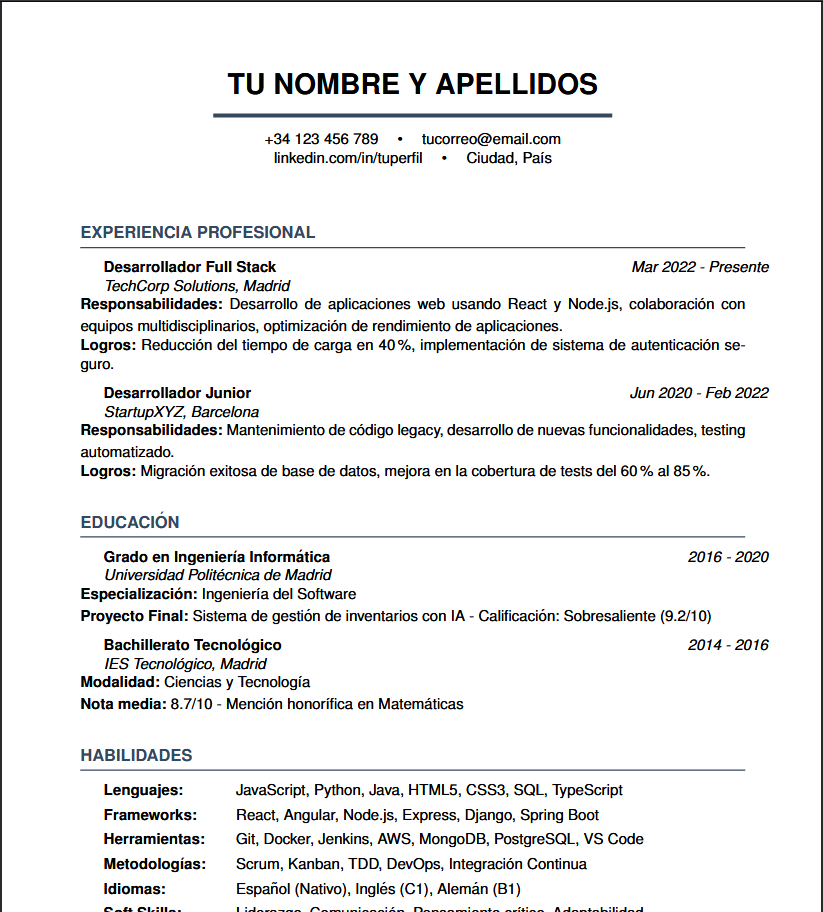 TU NOMBRE Y APELLIDOS
+34 123 456 789 • tucorreo@email.com
linkedin.com/in/tuperfil • Ciudad, País
EXPERIENCIA PROFESIONAL
Desarrollador Full Stack Mar 2022 - Presente
TechCorp Solutions, Madrid
Responsabilidades: Desarrollo de aplicaciones web usando React y Node.js, colaboración con
equipos multidisciplinarios, optimización de rendimiento de aplicaciones.
Logros: Reducción del tiempo de carga en 40 %, implementación de sistema de autenticación se-
guro.
Desarrollador Junior Jun 2020 - Feb 2022
StartupXYZ, Barcelona
Responsabilidades: Mantenimiento de código legacy, desarrollo de nuevas funcionalidades, testing
automatizado.
Logros: Migración exitosa de base de datos, mejora en la cobertura de tests del 60 % al 85 %.
EDUCACIÓN
Grado en Ingeniería Informática 2016 - 2020
Universidad Politécnica de Madrid
Especialización: Ingeniería del Software
Proyecto Final: Sistema de gestión de inventarios con IA - Calificación: Sobresaliente (9.2/10)
Bachillerato Tecnológico 2014 - 2016
IES Tecnológico, Madrid
Modalidad: Ciencias y Tecnología
Nota media: 8.7/10 - Mención honorífica en Matemáticas
HABILIDADES
Lenguajes: JavaScript, Python, Java, HTML5, CSS3, SQL, TypeScript
Frameworks: React, Angular, Node.js, Express, Django, Spring Boot
Herramientas: Git, Docker, Jenkins, AWS, MongoDB, PostgreSQL, VS Code
Metodologías: Scrum, Kanban, TDD, DevOps, Integración Continua
Idiomas: Español (Nativo), Inglés (C1), Alemán (B1)
Soft Skills: Liderazgo, Comunicación, Pensamiento crítico, Adaptabilidad